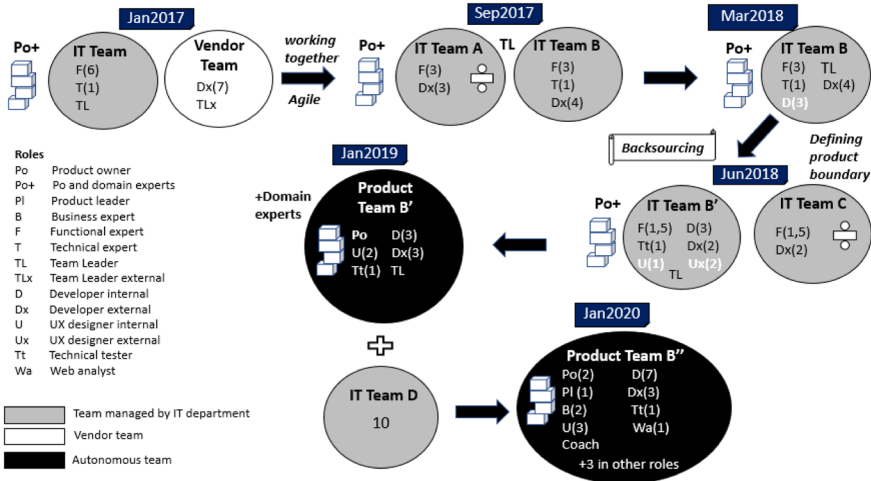 Jan2017
Po+
IT Team
F(6)
T(1)
TL
Vendor
Team
Dx(7)
TLx
working
together
Agile
Sep2017
Po+
IT Team A
F(3)
Dx(3)
TL
IT Team B
F(3)
T(1)
Dx(4)
Mar2018
Po+
IT Team B
F(3) TL
T(1) Dx(4)
D(3)
Backsourcing
Defining
product
boundary
Jun2018
Po+
IT Team B'
F(1,5) D(3)
Tt(1) Dx(2)
U(1) Ux(2)
TL
IT Team C
F(1,5)
Dx(2)
Jan2019
+Domain
experts
Product
Team B'
Po D(3)
U(2) Dx(3)
Tt(1) TL
IT Team D
10
Jan2020
Product Team B''
Po(2) D(7)
Pl (1) Dx(3)
B(2) Tt(1)
U(3) Wa(1)
Coach
+3 in other roles
Roles
Po Product owner
Po+ Po and domain experts
Pl Product leader
B Business expert
F Functional expert
T Technical expert
TL Team Leader
TLx Team Leader external
D Developer internal
Dx Developer external
U UX designer internal
Ux UX designer external
Tt Technical tester
Wa Web analyst
Team managed by IT department
Vendor team
Autonomous team